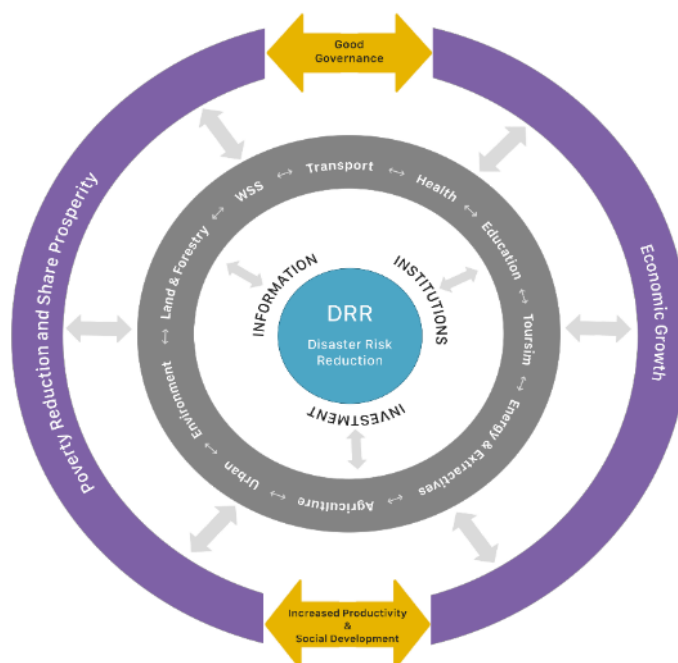 Good
Governance
Poverty Reduction and Share Prosperity
Economic Growth
Transport
Health
Education
Toursim
Energy & Extractives
Agriculture
Urban
Environment
Land & Forestry
WSS
INFORMATION
INSTITUTIONS
INVESTMENT
DRR
Disaster Risk
Reduction
Increased Productivity
&
Social Development